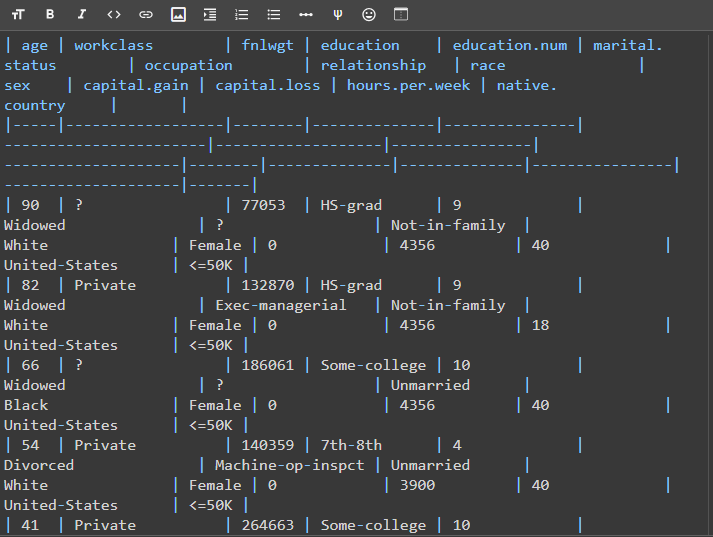 | age | workclass        | fnlwgt | education    | education.num | marital.
status        | occupation        | relationship   | race               |
sex    | capital.gain | capital.loss | hours.per.week | native.
country     |       |
|-----|------------------|--------|--------------|---------------|
-----------------------|-------------------|----------------|
--------------------|--------|--------------|--------------|----------------|
--------------------|-------|
| 90  | ?                | 77053  | HS-grad      | 9             |
Widowed               | ?                 | Not-in-family  |
White              | Female | 0            | 4356         | 40             |
United-States      | <=50K |
| 82  | Private          | 132870 | HS-grad      | 9             |
Widowed               | Exec-managerial   | Not-in-family  |
White              | Female | 0            | 4356         | 18             |
United-States      | <=50K |
| 66  | ?                | 186061 | Some-college | 10            |
Widowed               | ?                 | Unmarried      |
Black              | Female | 0            | 4356         | 40             |
United-States      | <=50K |
| 54  | Private          | 140359 | 7th-8th      | 4             |
Divorced              | Machine-op-inspct | Unmarried      |
White              | Female | 0            | 3900         | 40             |
United-States      | <=50K |
| 41  | Private          | 264663 | Some-college | 10            |